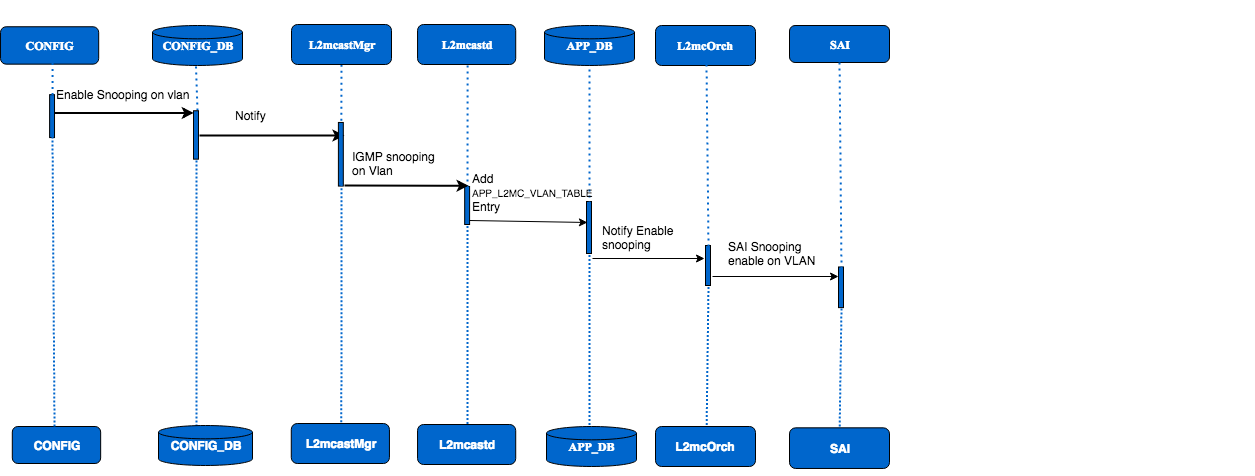 CONFIG
CONFIG_DB
L2mcastMgr
L2mcastd
APP_DB
L2mcOrch
SAI
Enable Snooping on vlan
Notify
IGMP snooping
on Vlan
Add
APP_L2MC_VLAN_TABLE
Entry
Notify Enable
snooping
SAI Snooping
enable on VLAN
CONFIG
CONFIG_DB
L2mcastMgr
L2mcastd
APP_DB
L2mcOrch
SAI